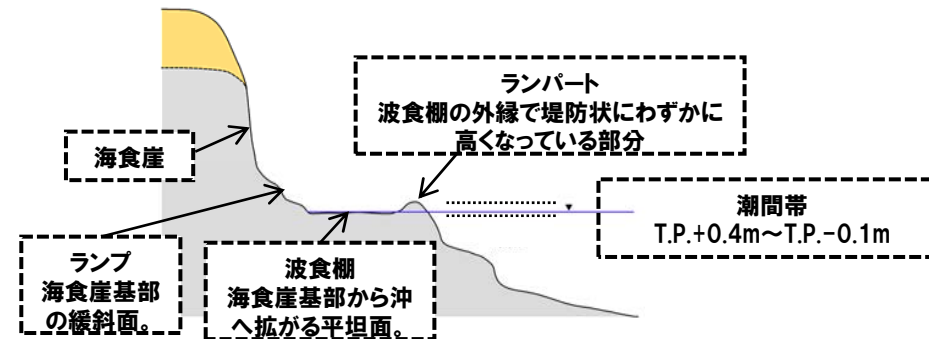 ランパート
波食棚の外縁で堤防状にわずかに
高くなっている部分
海食崖
潮間帯
T.P.+0.4m～T.P.-0.1m
ランプ
海食崖基部
の緩斜面。
波食棚
海食崖基部から沖
へ拡がる平坦面。